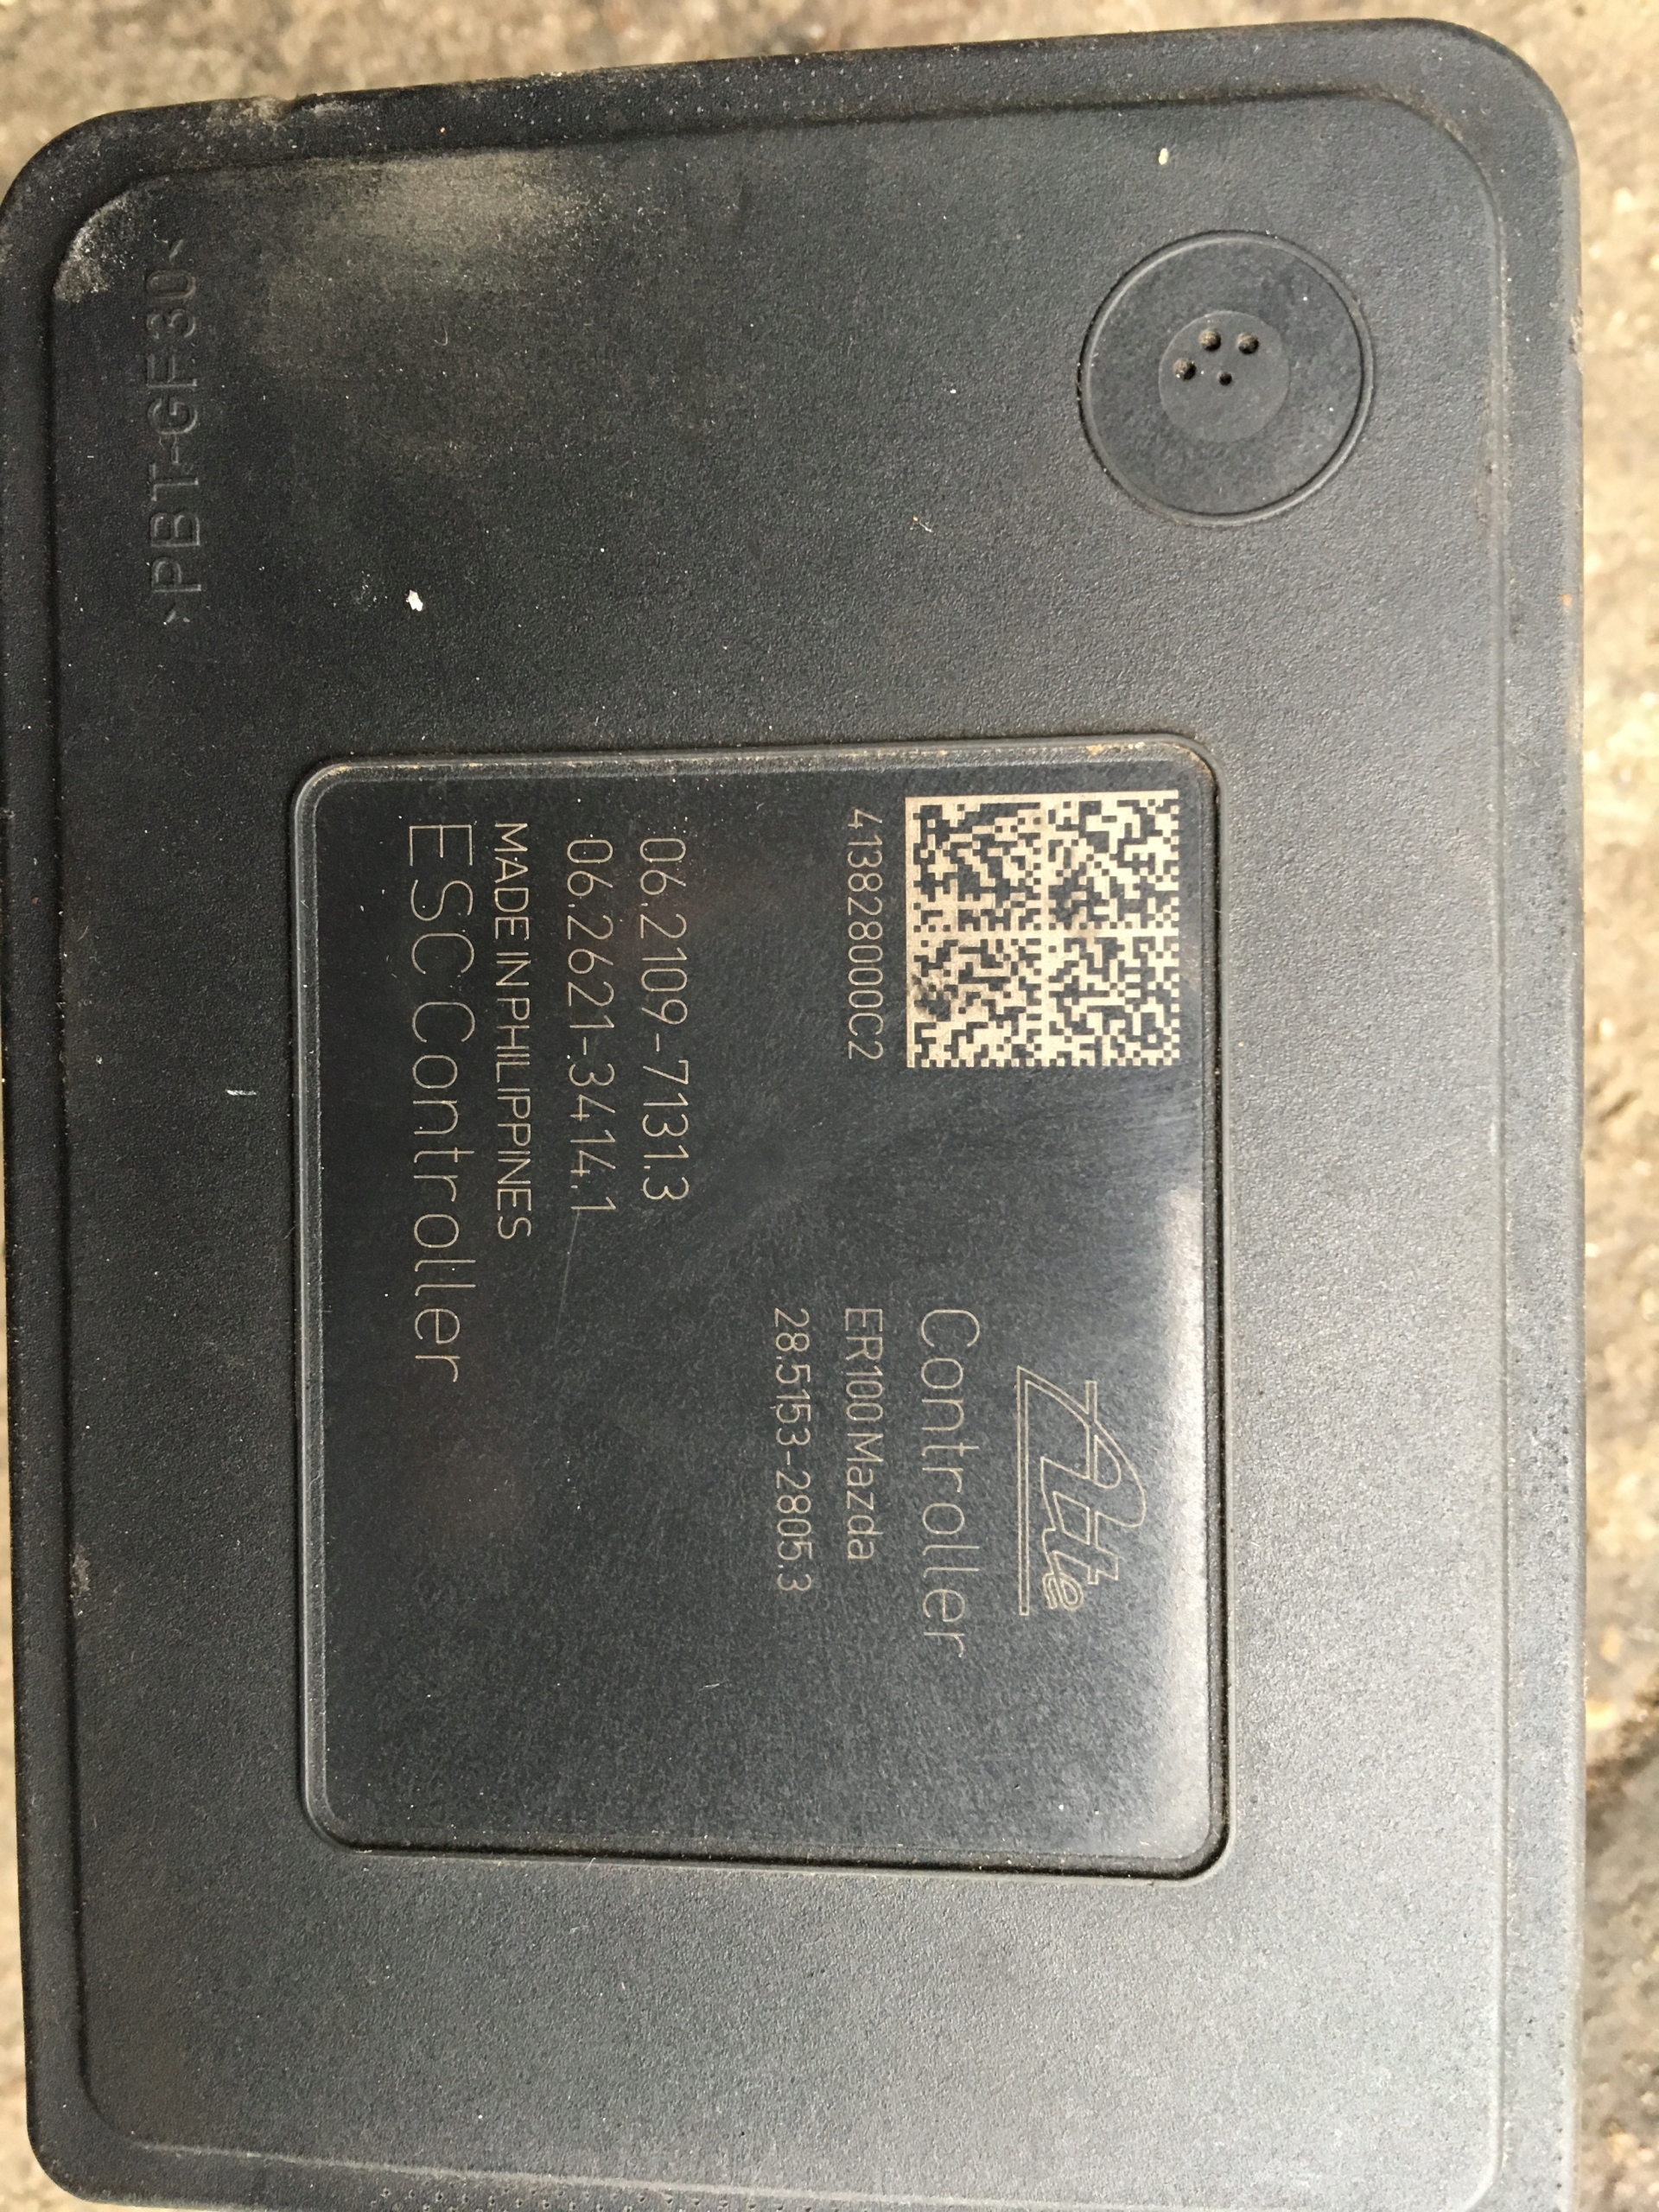 >PBT-GF30<
Ate
Controller
ER100 Mazda
28.5153-2805.3
4138280000C2
06.2109-7131.3
06.2621-3414.1
MADE IN PHILIPPINES
ESC Controller